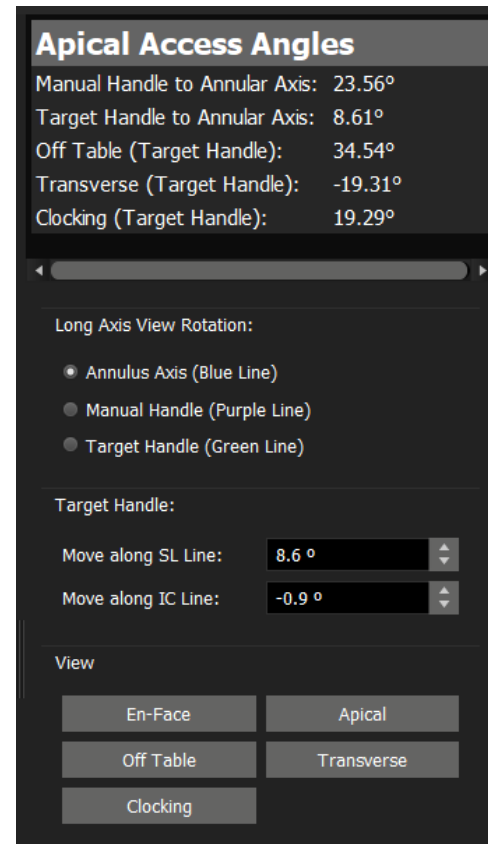 Apical Access Angles
Manual Handle to Annular Axis: 23.56º
Target Handle to Annular Axis: 8.61º
Off Table (Target Handle): 34.54º
Transverse (Target Handle): -19.31º
Clocking (Target Handle): 19.29º
Long Axis View Rotation:
Annulus Axis (Blue Line)
Manual Handle (Purple Line)
Target Handle (Green Line)
Target Handle:
Move along SL Line: 8.6 º
Move along IC Line: -0.9 º
View
En-Face Apical
Off Table Transverse
Clocking